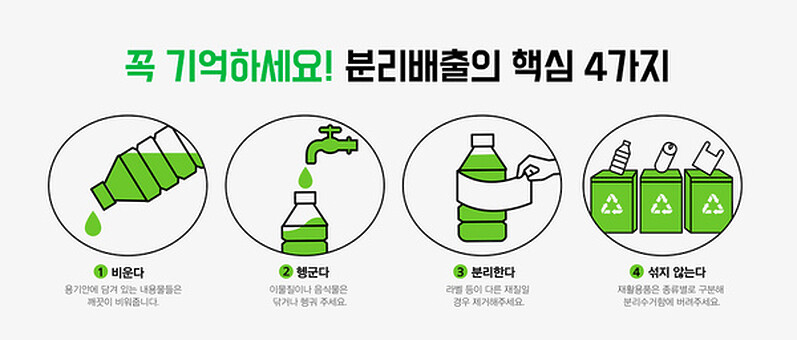 꼭 기억하세요! 분리배출의 핵심 4가지
1 비운다
용기안에 담겨 있는 내용물들은
깨끗이 비워줍니다.
2 헹군다
이물질이나 음식물은
닦거나 헹궈 주세요.
3 분리한다
라벨 등이 다른 재질일
경우 제거해주세요.
4 섞지 않는다
재활용품은 종류별로 구분해
분리수거함에 버려주세요.